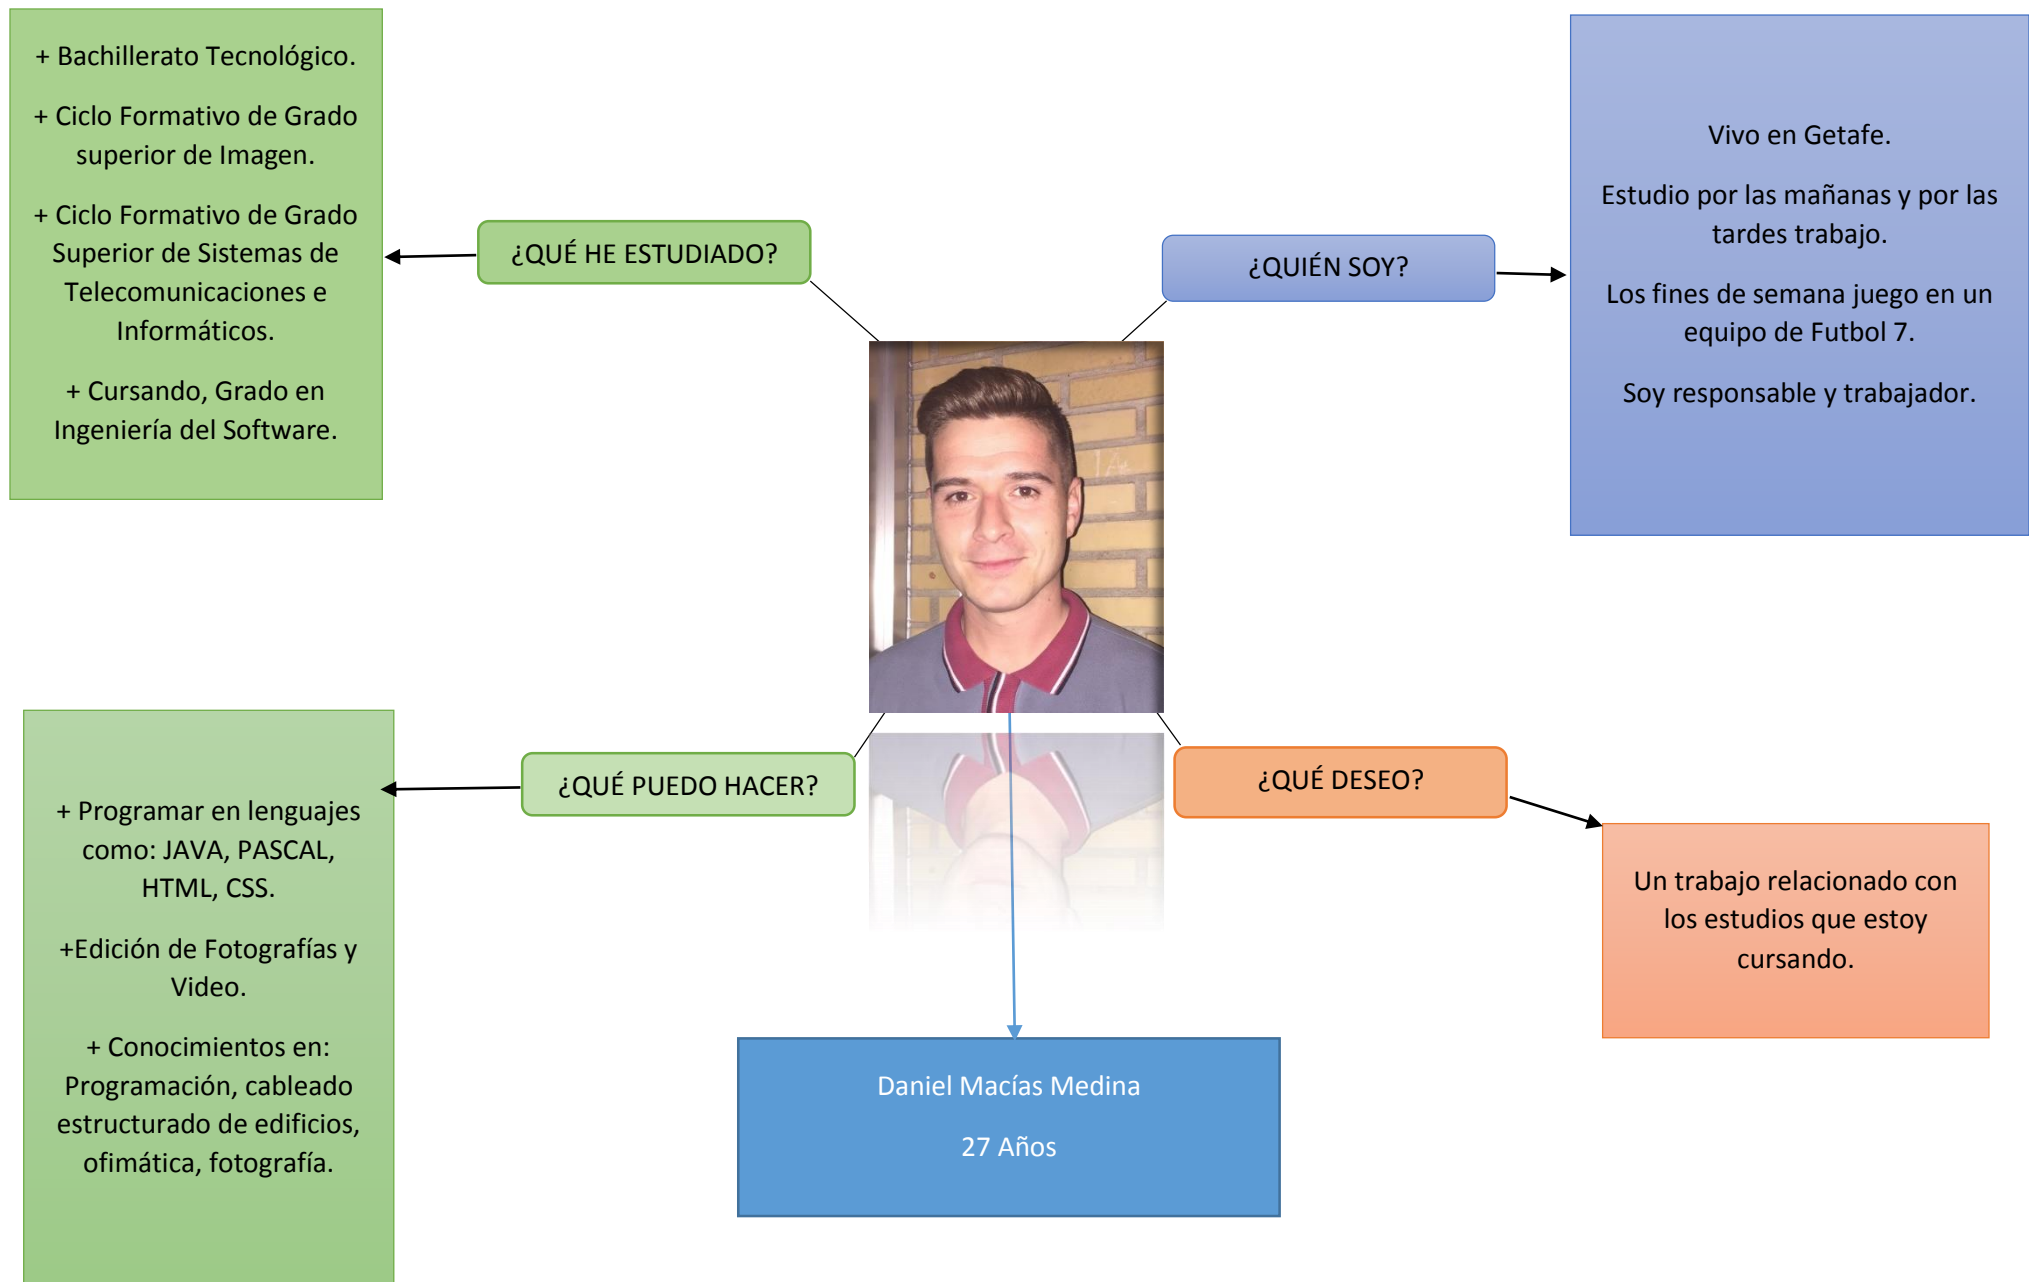 + Bachillerato Tecnológico.
+ Ciclo Formativo de Grado
superior de Imagen.
+ Ciclo Formativo de Grado
Superior de Sistemas de
Telecomunicaciones e
Informáticos.
+ Cursando, Grado en
Ingeniería del Software.
¿QUÉ HE ESTUDIADO?
¿QUIÉN SOY?
Vivo en Getafe.
Estudio por las mañanas y por las
tardes trabajo.
Los fines de semana juego en un
equipo de Futbol 7.
Soy responsable y trabajador.
¿QUÉ PUEDO HACER?
+ Programar en lenguajes
como: JAVA, PASCAL,
HTML, CSS.
+Edición de Fotografías y
Video.
+ Conocimientos en:
Programación, cableado
estructurado de edificios,
ofimática, fotografía.
¿QUÉ DESEO?
Un trabajo relacionado con
los estudios que estoy
cursando.
Daniel Macías Medina
27 Años